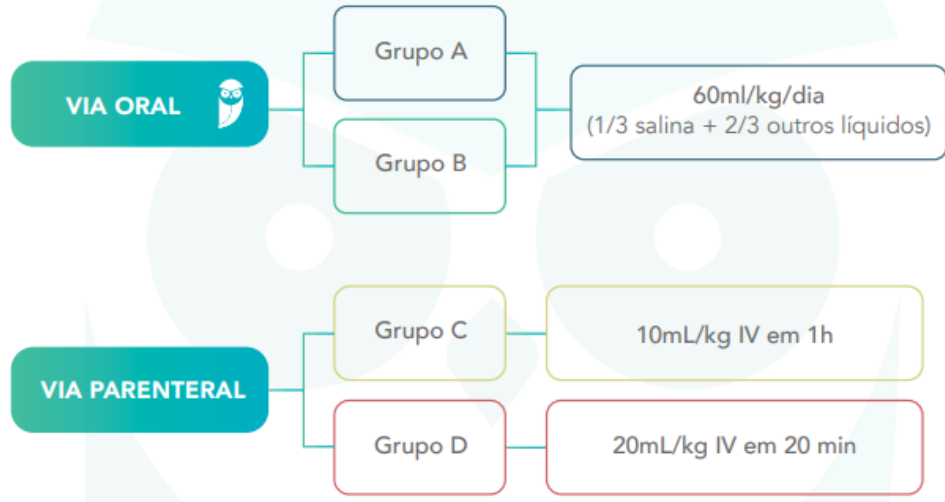 VIA ORAL
Grupo A
Grupo B
60ml/kg/dia
(1/3 salina + 2/3 outros líquidos)
VIA PARENTERAL
Grupo C
10mL/kg IV em 1h
Grupo D
20mL/kg IV em 20 min